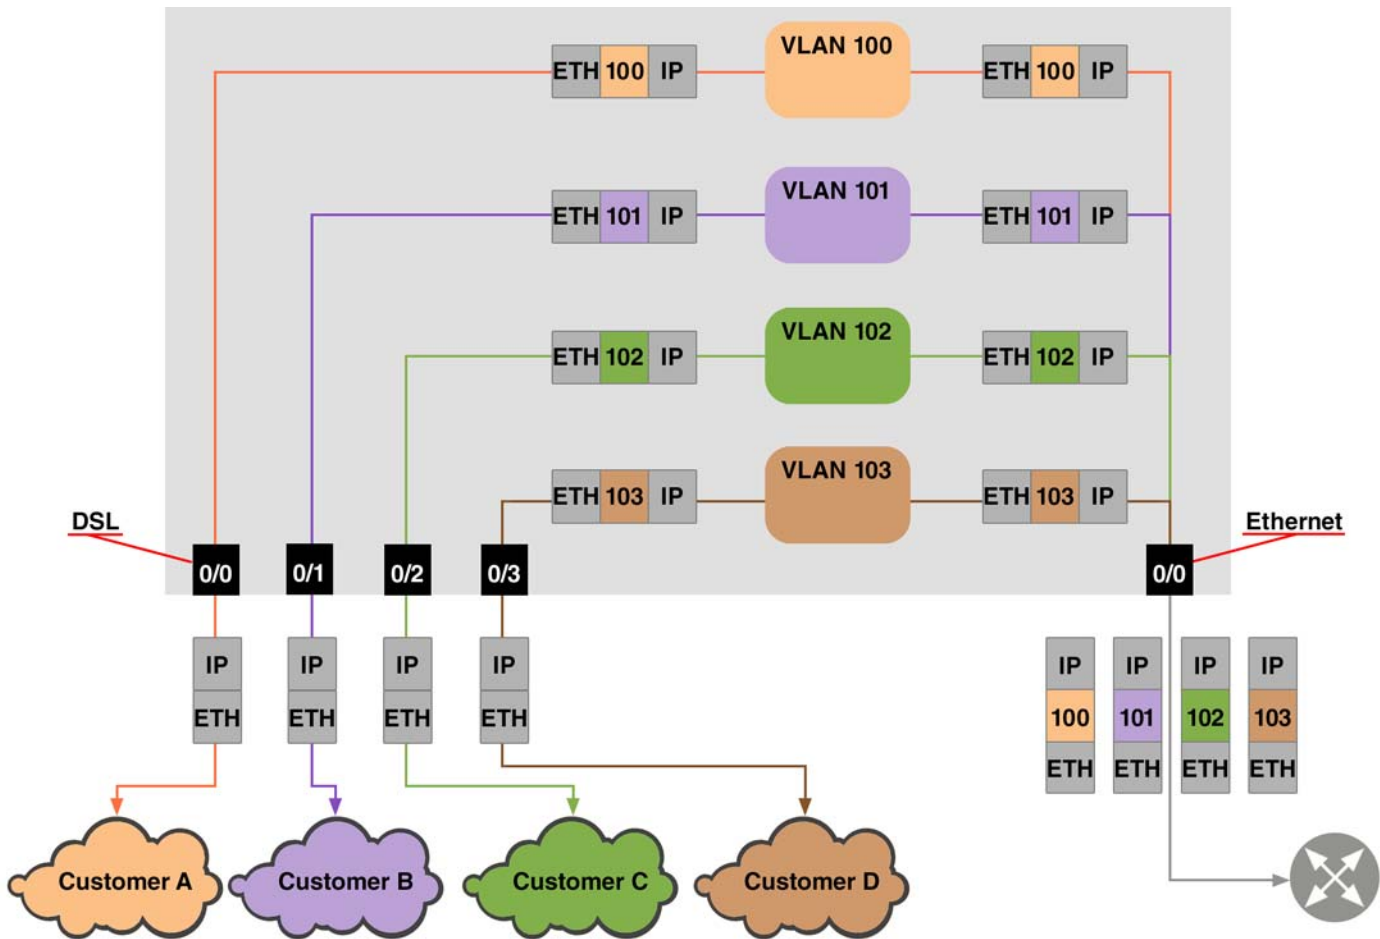 VLAN 100
ETH 100 IP
ETH 100 IP
VLAN 101
ETH 101 IP
ETH 101 IP
VLAN 102
ETH 102 IP
ETH 102 IP
VLAN 103
ETH 103 IP
ETH 103 IP
DSL
Ethernet
0/0 0/1 0/2 0/3 0/0
IP IP IP IP IP IP IP IP
ETH ETH ETH ETH 100 101 102 103
ETH ETH ETH ETH
Customer A Customer B Customer C Customer D